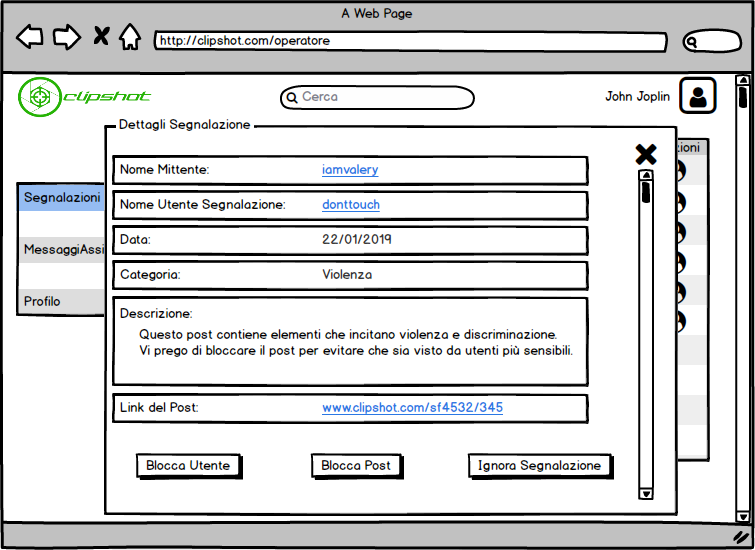 A Web Page
http://clipshot.com/operatore
clipshot
Cerca
John Joplin
Dettagli Segnalazione
Nome Mittente: iamvalery
Nome Utente Segnalazione: donttouch
Data: 22/01/2019
Categoria: Violenza
Descrizione:
Questo post contiene elementi che incitano violenza e discriminazione.
Vi prego di bloccare il post per evitare che sia visto da utenti più sensibili.
Link del Post: www.clipshot.com/sf4532/345
Blocca Utente
Blocca Post
Ignora Segnalazione
Segnalazioni
MessaggiAssi
Profilo
zioni